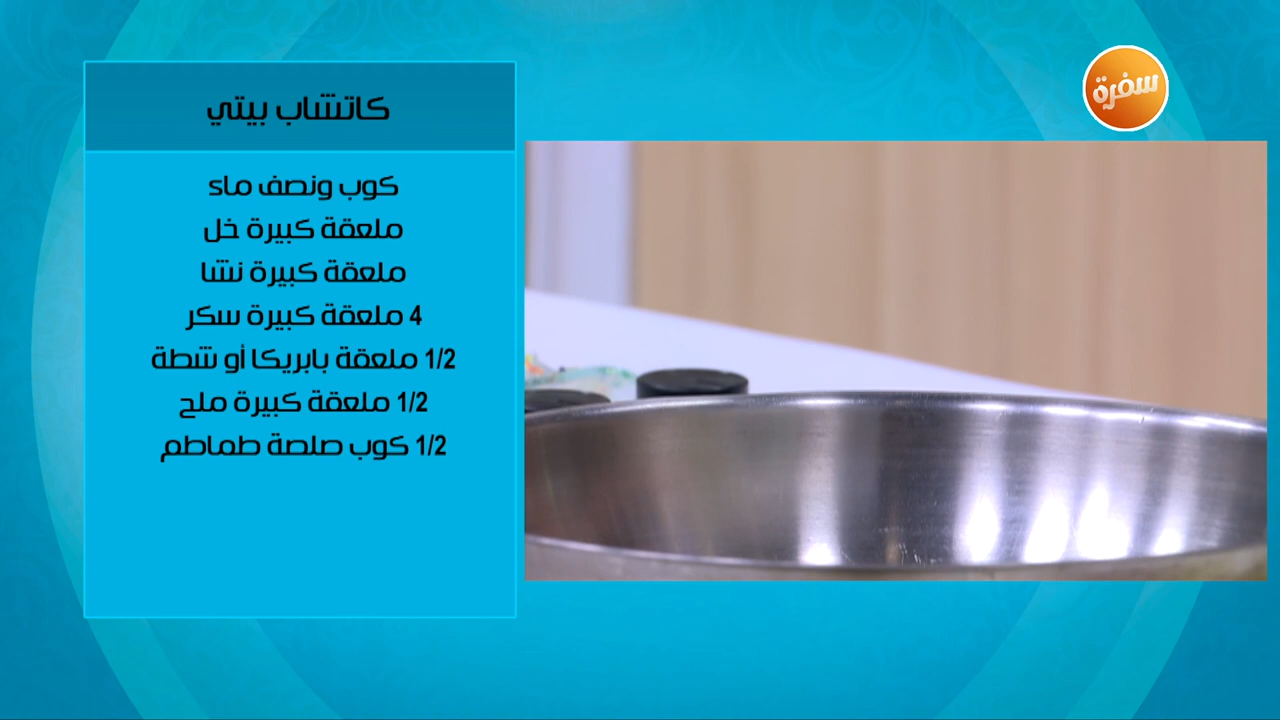 سفرة
كاتشاب بيتي
كوب ونصف ماء
ملعقة كبيرة خل
ملعقة كبيرة نشا
4 ملعقة كبيرة سكر
1/2 ملعقة بابريكا أو شطة
1/2 ملعقة كبيرة ملح
1/2 كوب صلصة طماطم